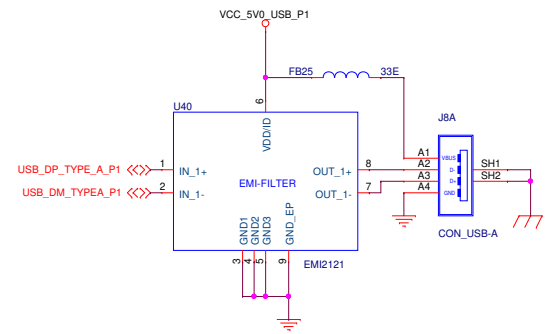 VCC_5V0_USB_P1
FB25 33E
U40
6
VDD/ID
J8A
USB_DP_TYPE_A_P1 1 IN_1+
USB_DM_TYPEA_P1 2 IN_1-
EMI-FILTER
OUT_1+ 8
OUT_1- 7
A1 VBUS
A2 D-
A3 D+
A4 GND
SH1
SH2
CON_USB-A
GND1
GND2
GND3
GND_EP
3
4
5
9
EMI2121